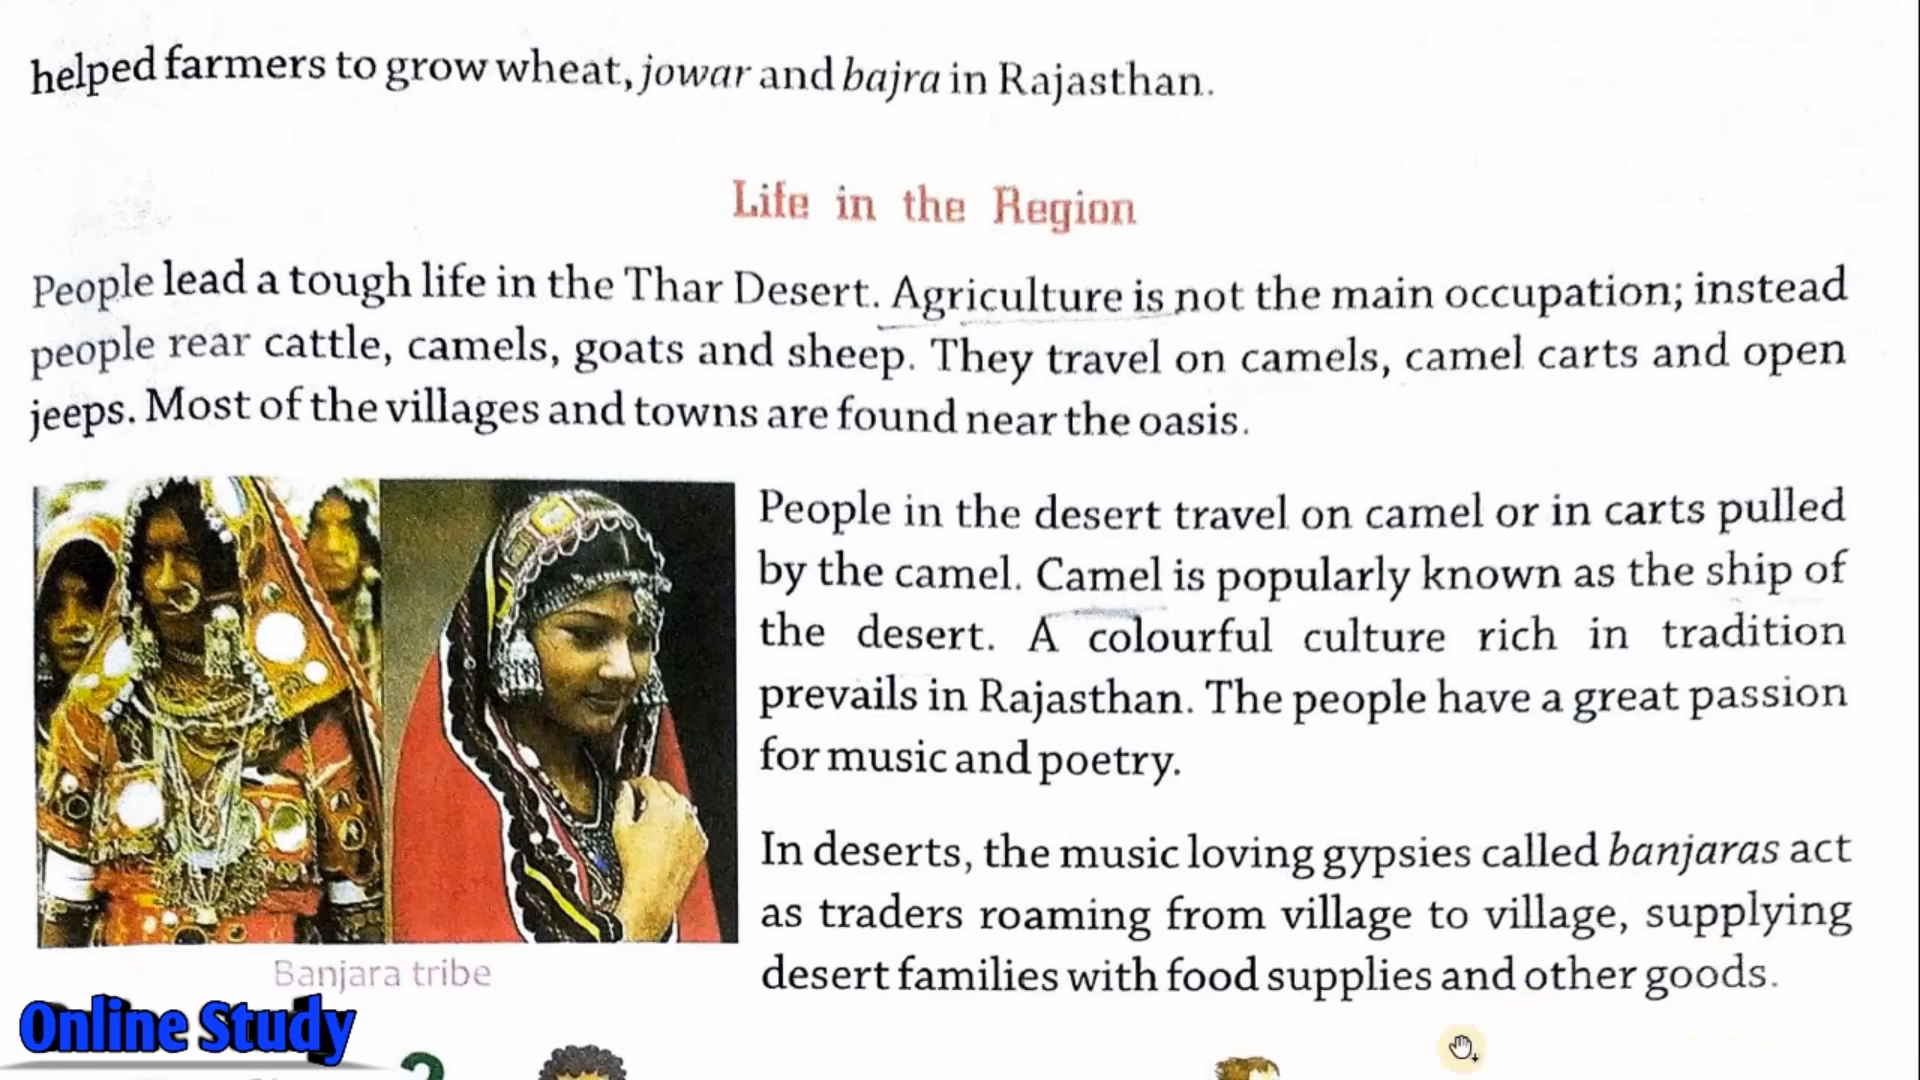 helped farmers to grow wheat, jowar and bajra in Rajasthan.
Life in the Region
People lead a tough life in the Thar Desert. Agriculture is not the main occupation; instead
people rear cattle, camels, goats and sheep. They travel on camels, camel carts and open
jeeps. Most of the villages and towns are found near the oasis.
People in the desert travel on camel or in carts pulled
by the camel. Camel is popularly known as the ship of
the desert. A colourful culture rich in tradition
prevails in Rajasthan. The people have a great passion
for music and poetry.
In deserts, the music loving gypsies called banjaras act
as traders roaming from village to village, supplying
desert families with food supplies and other goods.
Banjara tribe
Online Study